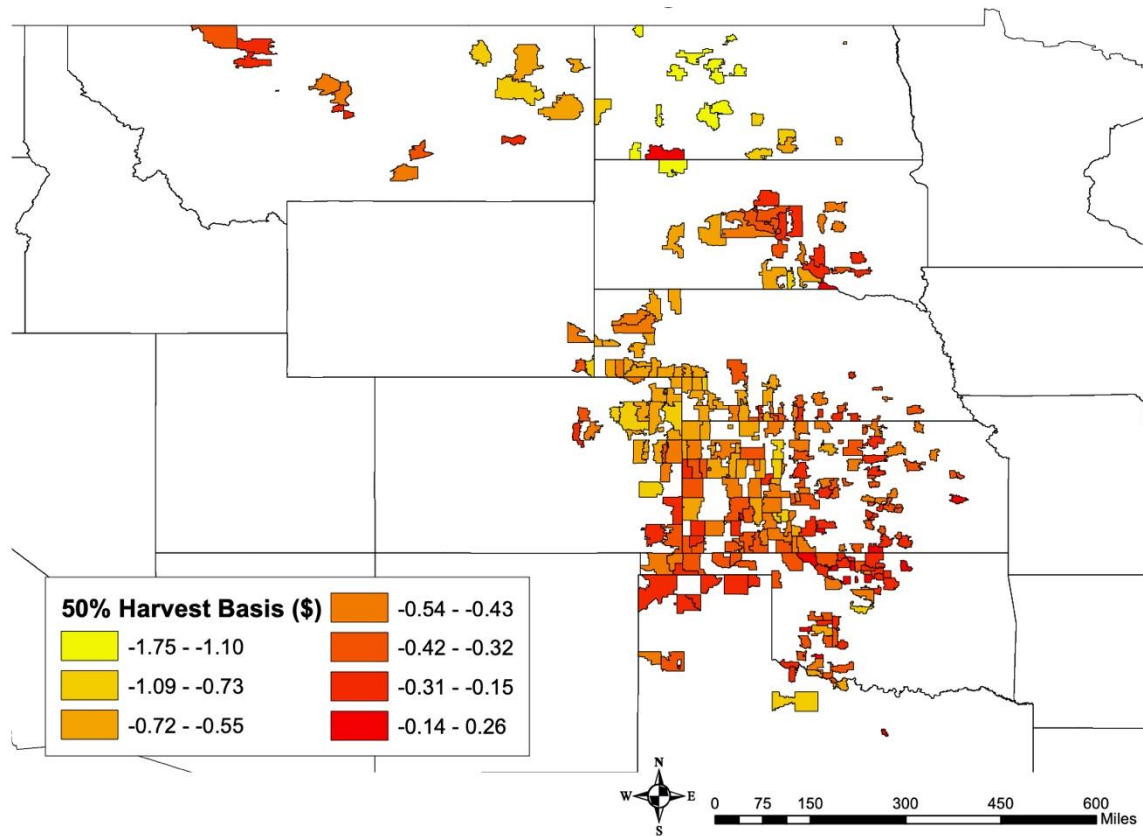 50% Harvest Basis ($)
-1.75 - -1.10
-1.09 - -0.73
-0.72 - -0.55
-0.54 - -0.43
-0.42 - -0.32
-0.31 - -0.15
-0.14 - 0.26
N
W E
S
0 75 150 300 450 600
Miles